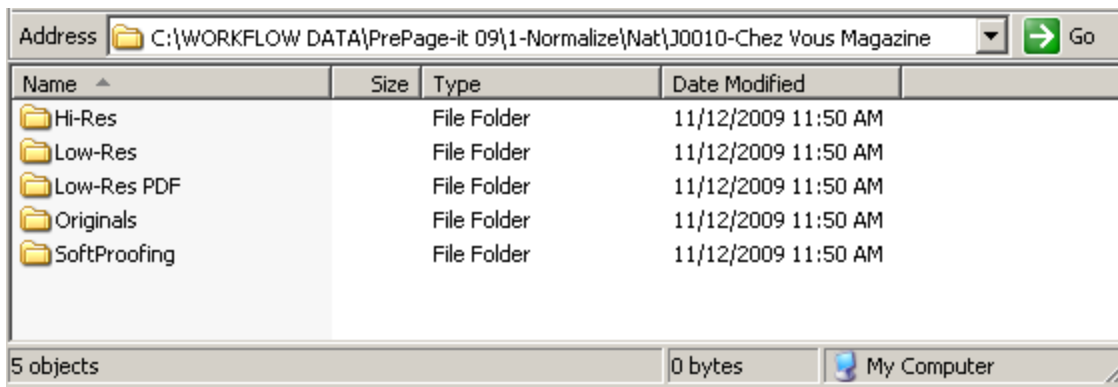 Address C:\WORKFLOW DATA\PrePage-it 09\1-Normalize\Nat\J0010-Chez Vous Magazine Go
Name Size Type Date Modified
Hi-Res File Folder 11/12/2009 11:50 AM
Low-Res File Folder 11/12/2009 11:50 AM
Low-Res PDF File Folder 11/12/2009 11:50 AM
Originals File Folder 11/12/2009 11:50 AM
SoftProofing File Folder 11/12/2009 11:50 AM
5 objects 0 bytes My Computer